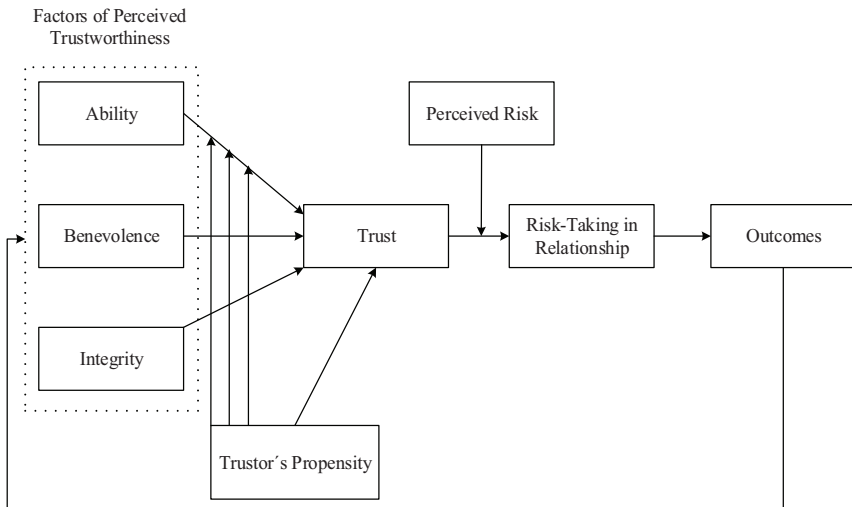 Factors of Perceived
Trustworthiness
Ability
Perceived Risk
Benevolence
Trust
Risk-Taking in
Relationship
Outcomes
Integrity
Trustor´s Propensity